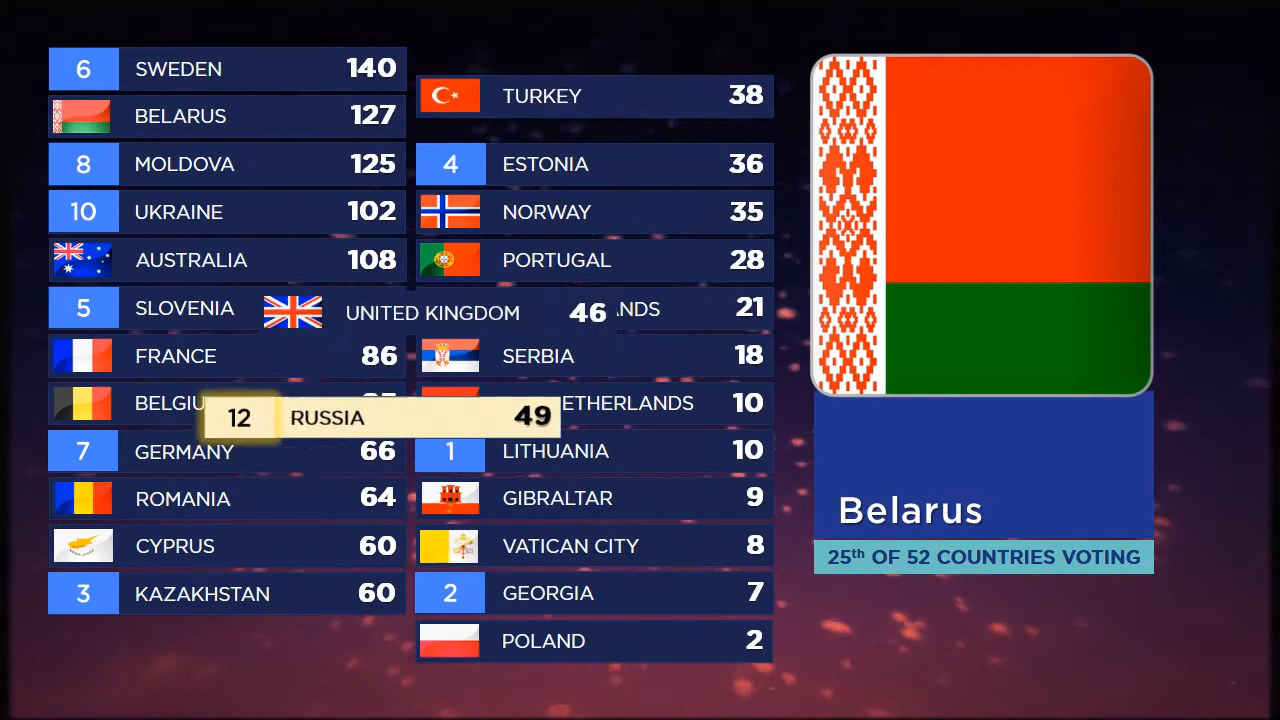 6 SWEDEN 140
BELARUS 127
8 MOLDOVA 125
10 UKRAINE 102
AUSTRALIA 108
5 SLOVENIA
UNITED KINGDOM 46
FRANCE 86
BELGIU
12 RUSSIA 49
7 GERMANY 66
ROMANIA 64
CYPRUS 60
3 KAZAKHSTAN 60
TURKEY 38
4 ESTONIA 36
NORWAY 35
PORTUGAL 28
NDS 21
SERBIA 18
ETHERLANDS 10
1 LITHUANIA 10
GIBRALTAR 9
VATICAN CITY 8
2 GEORGIA 7
POLAND 2
Belarus
25th OF 52 COUNTRIES VOTING